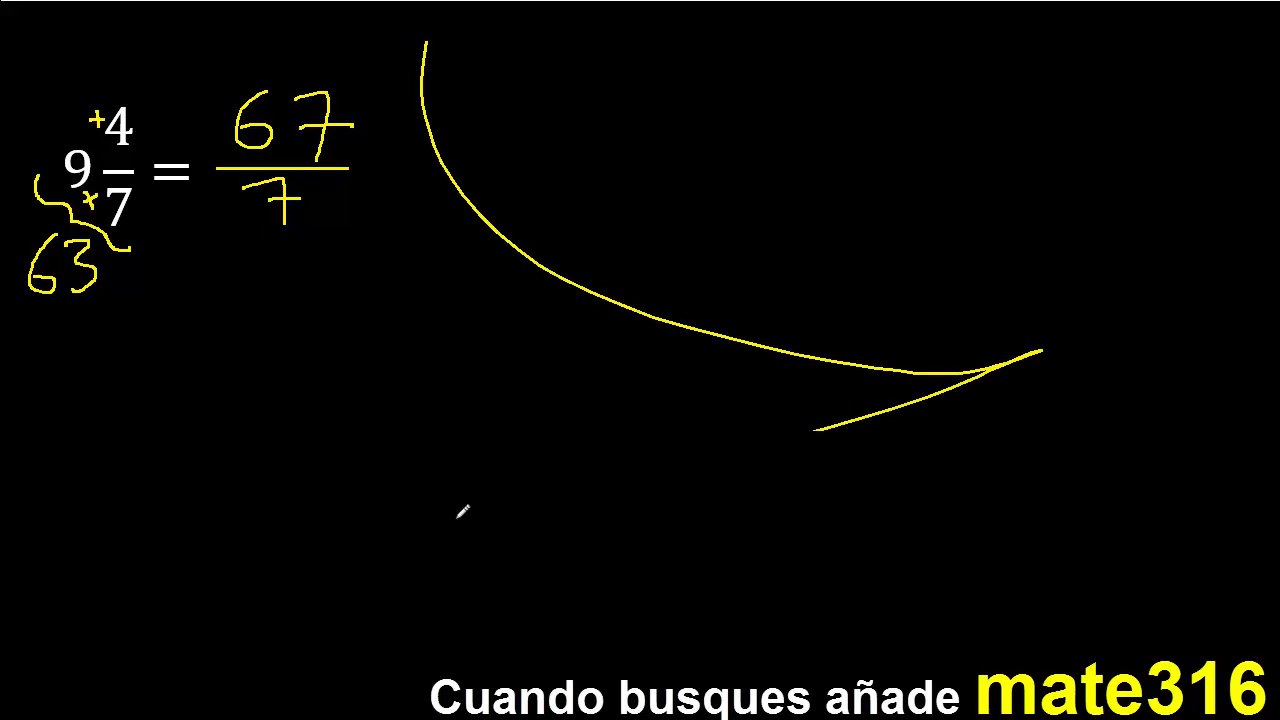 9 4/7 = 67/7
+
×
63
Cuando busques añade mate316